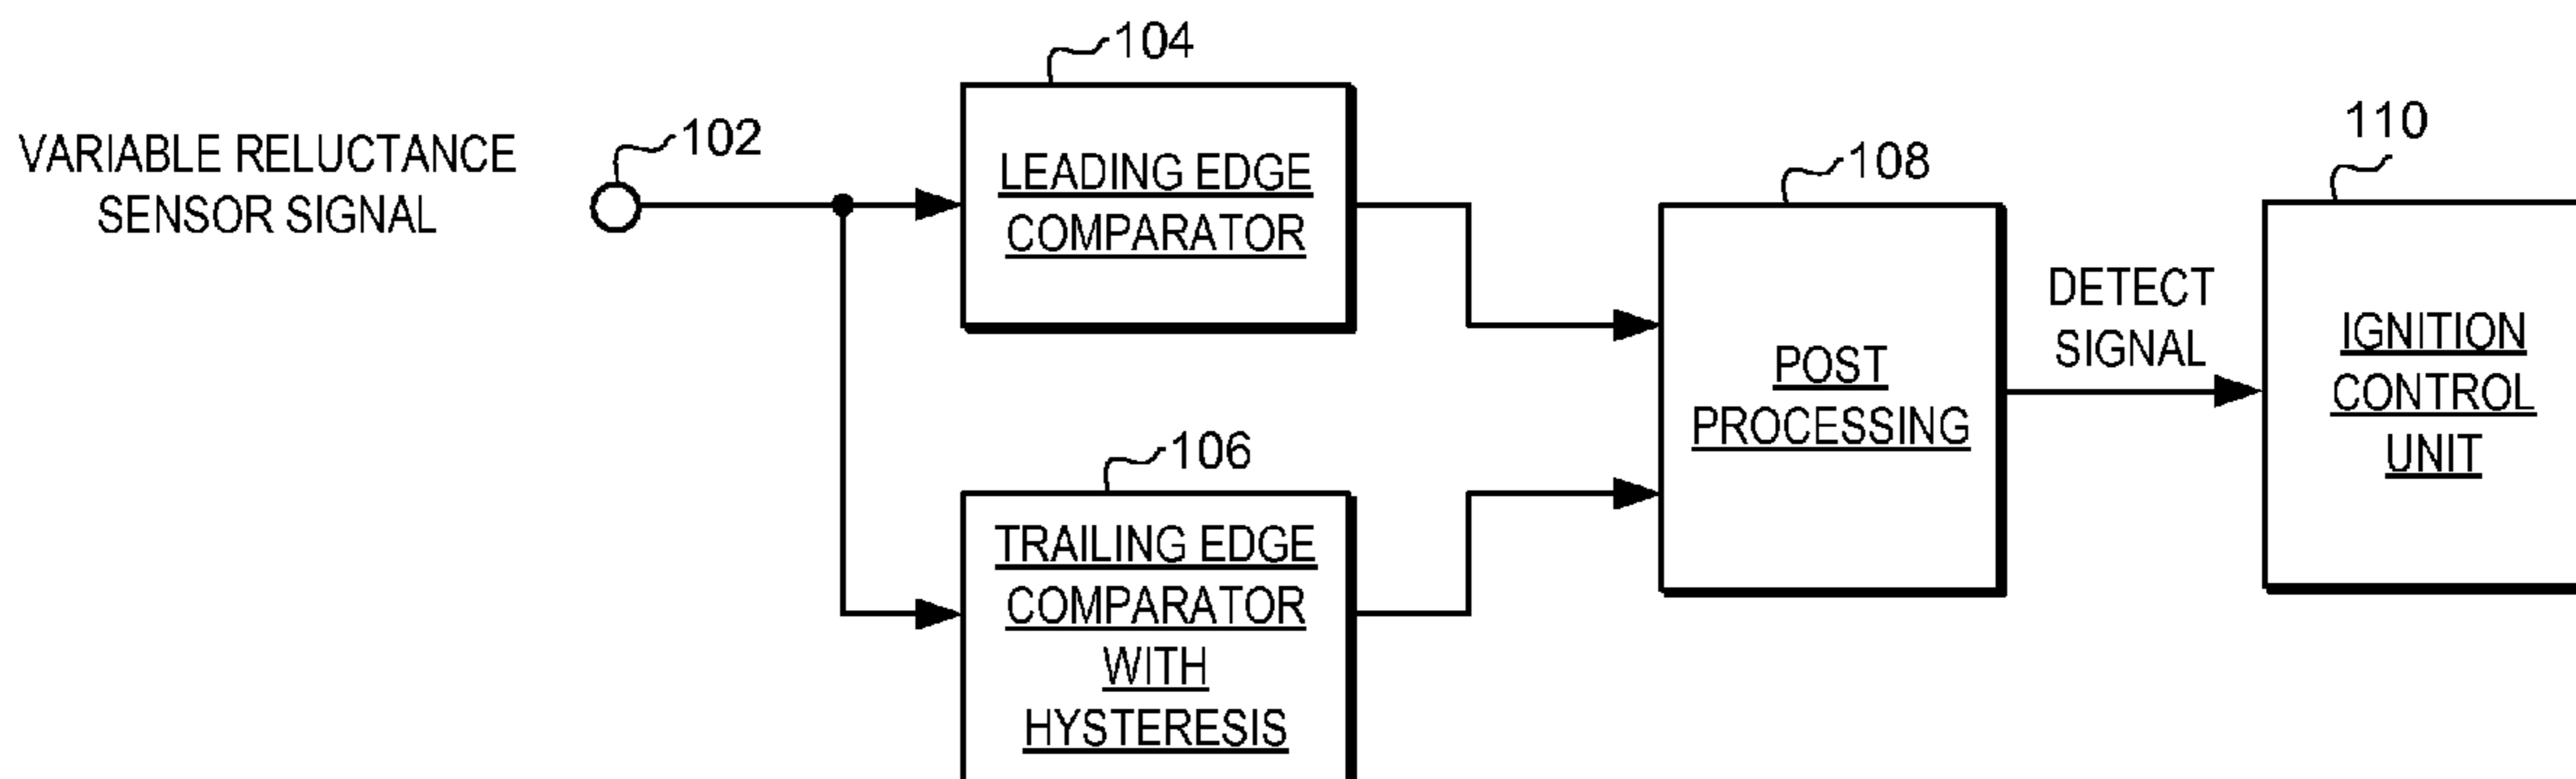 104
VARIABLE RELUCTANCE
SENSOR SIGNAL
102
LEADING EDGE
COMPARATOR
108
110
DETECT
SIGNAL
POST
PROCESSING
IGNITION
CONTROL
UNIT
106
TRAILING EDGE
COMPARATOR
WITH
HYSTERESIS